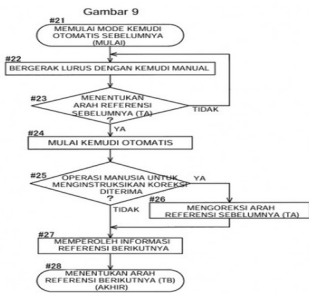 Gambar 9
#21
MEMULAI MODE KEMUDI
OTOMATIS SEBELUMNYA
(MULAI)
#22
BERGERAK LURUS DENGAN KEMUDI MANUAL
#23
MENENTUKAN
ARAH REFERENSI
SEBELUMNYA (TA)
?
TIDAK
YA
#24
MULAI KEMUDI OTOMATIS
#25
OPERASI MANUSIA UNTUK
MENGINSTRUKSIKAN KOREKSI
DITERIMA
?
YA
TIDAK
#26
MENGOREKSI ARAH
REFERENSI SEBELUMNYA (TA)
#27
MEMPEROLEH INFORMASI
REFERENSI BERIKUTNYA
#28
MENENTUKAN ARAH
REFERENSI BERIKUTNYA (TB)
(AKHIR)